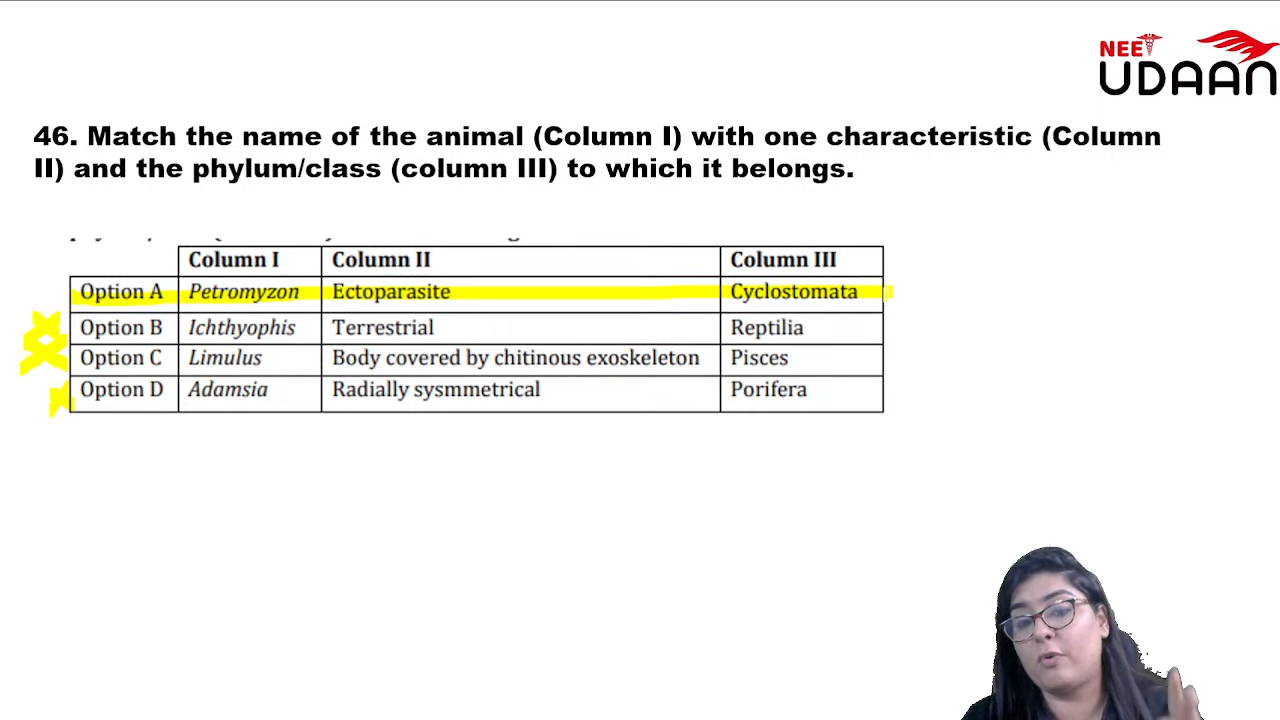 NEET
UDAAN
46. Match the name of the animal (Column I) with one characteristic (Column
II) and the phylum/class (column III) to which it belongs.
Column I Column II Column III
Option A Petromyzon Ectoparasite Cyclostomata
Option B Ichthyophis Terrestrial Reptilia
Option C Limulus Body covered by chitinous exoskeleton Pisces
Option D Adamsia Radially sysmmetrical Porifera